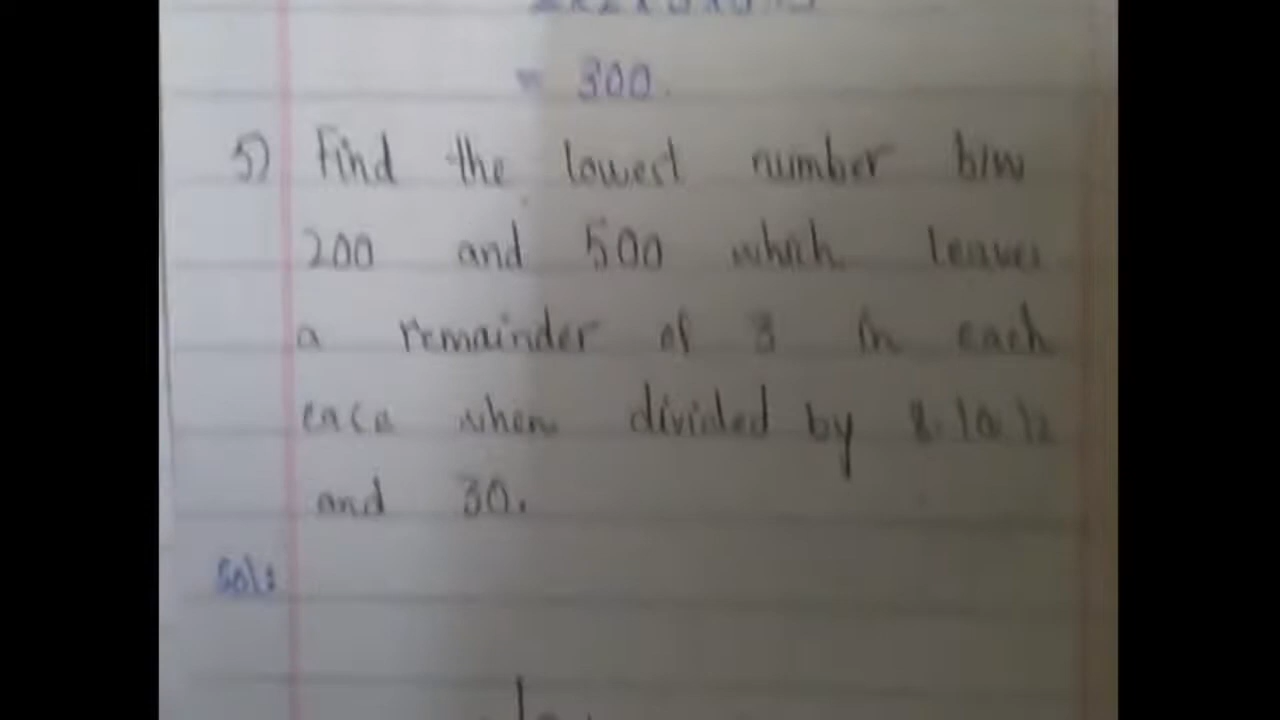 = 300.
5) Find the lowest number b/w
200 and 500 which leaves
a remainder of 3 in each
when divided by 8, 10, 12
and 30.
Sol: